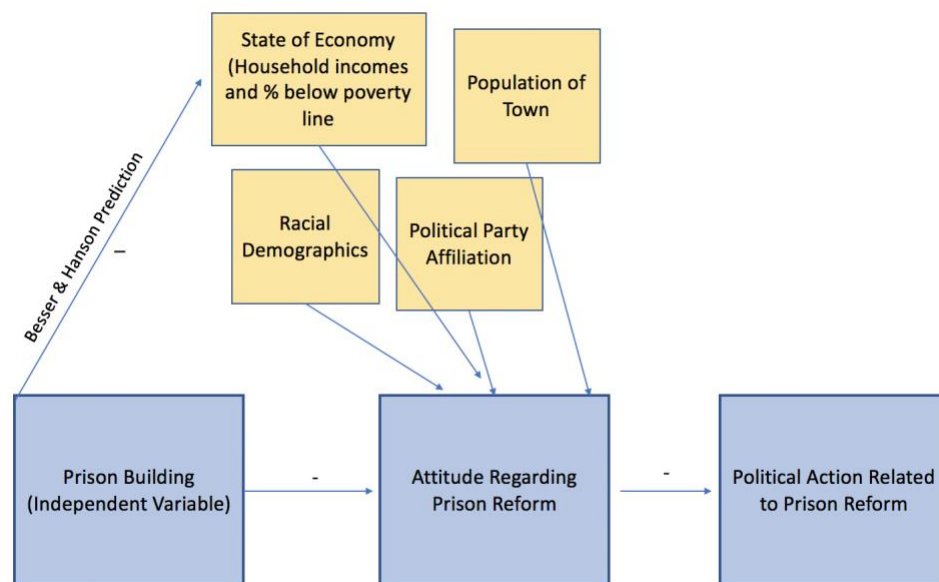 State of Economy
(Household incomes
and % below poverty
line
Population of
Town
Besser & Hanson Prediction
–
Racial
Demographics
Political Party
Affiliation
Prison Building
(Independent Variable)
-
Attitude Regarding
Prison Reform
-
Political Action Related
to Prison Reform